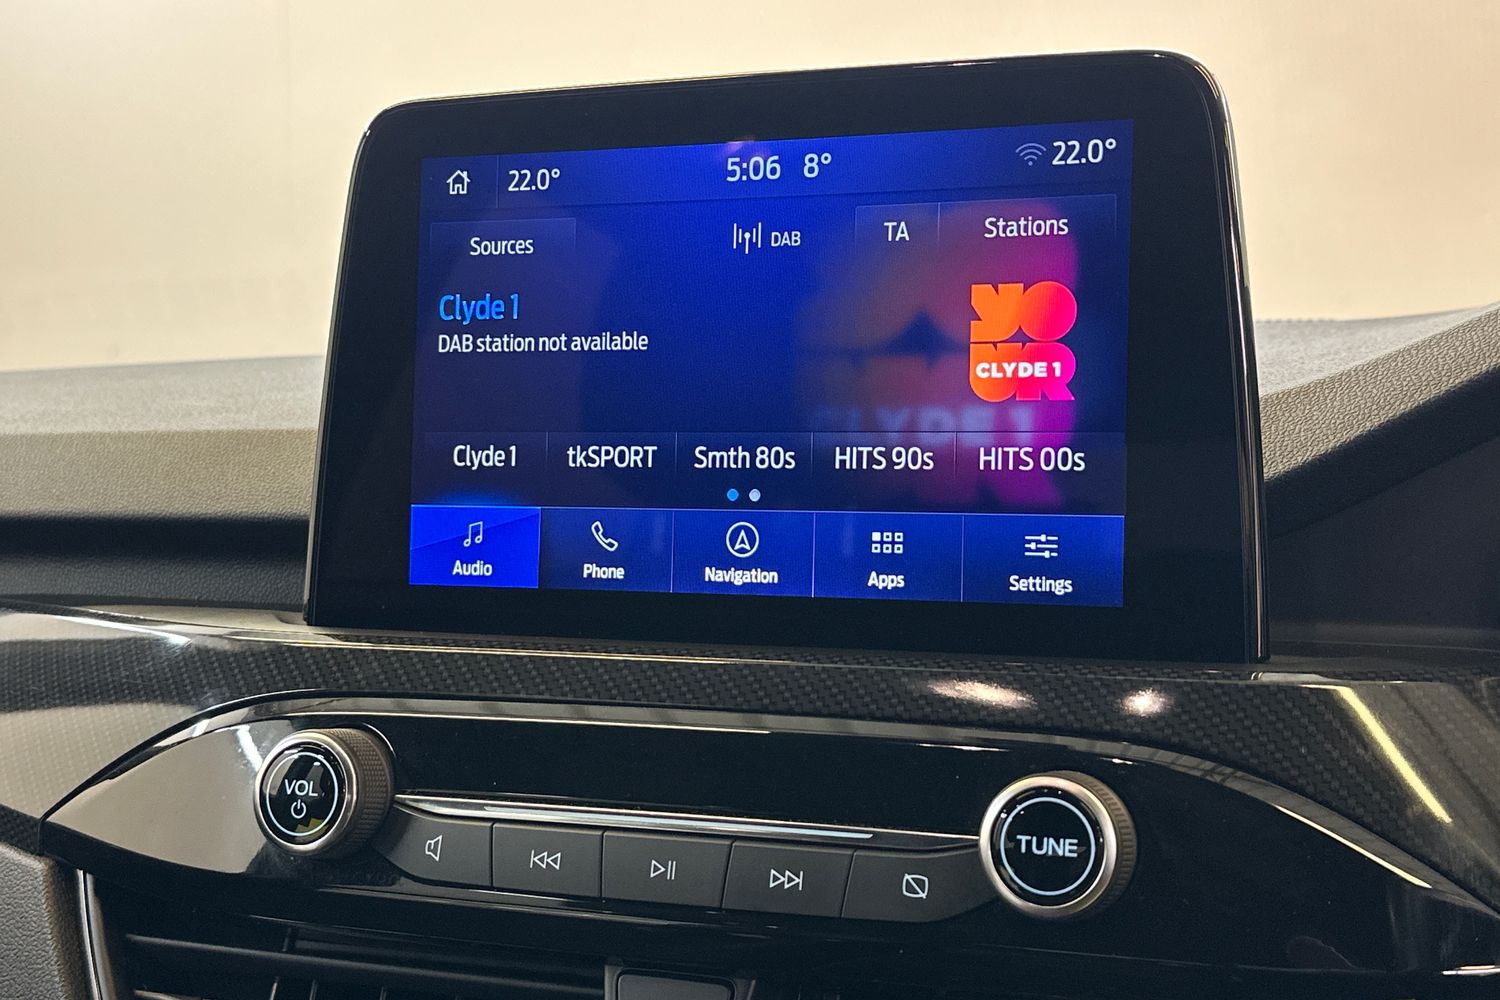 22.0°
5:06 8°
22.0°
Sources
DAB
TA
Stations
Clyde 1
DAB station not available
YOUR
CLYDE 1
Clyde 1
tkSPORT
Smth 80s
HITS 90s
HITS 00s
Audio
Phone
Navigation
Apps
Settings
VOL
TUNE